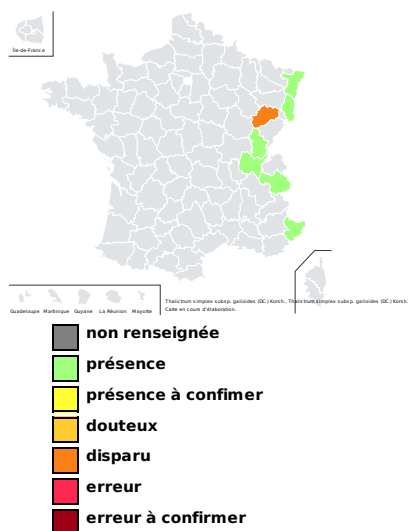 Île-de-France
Guadeloupe Martinique Guyane La Réunion Mayotte
Thalictrum simplex subsp. galioides (DC.) Korsh., Thalictrum simplex subsp. galioides (DC.) Korsh.
Carte en cours d'élaboration.
non renseignée
présence
présence à confimer
douteux
disparu
erreur
erreur à confirmer